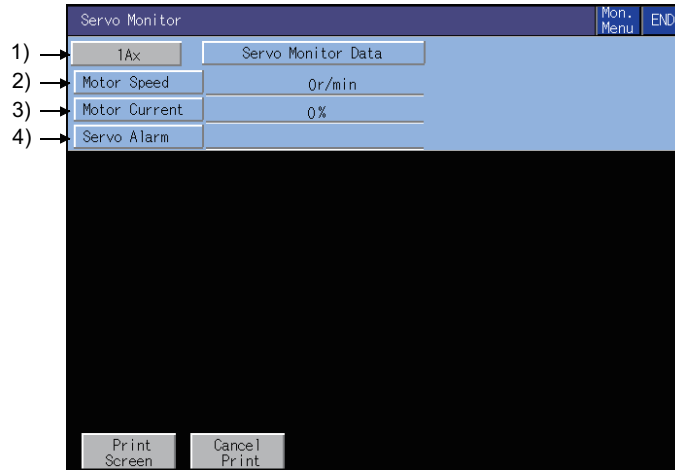 Servo Monitor
Mon. Menu
END
1) 1Ax Servo Monitor Data
2) Motor Speed 0r/min
3) Motor Current 0%
4) Servo Alarm
Print Screen
Cancel Print